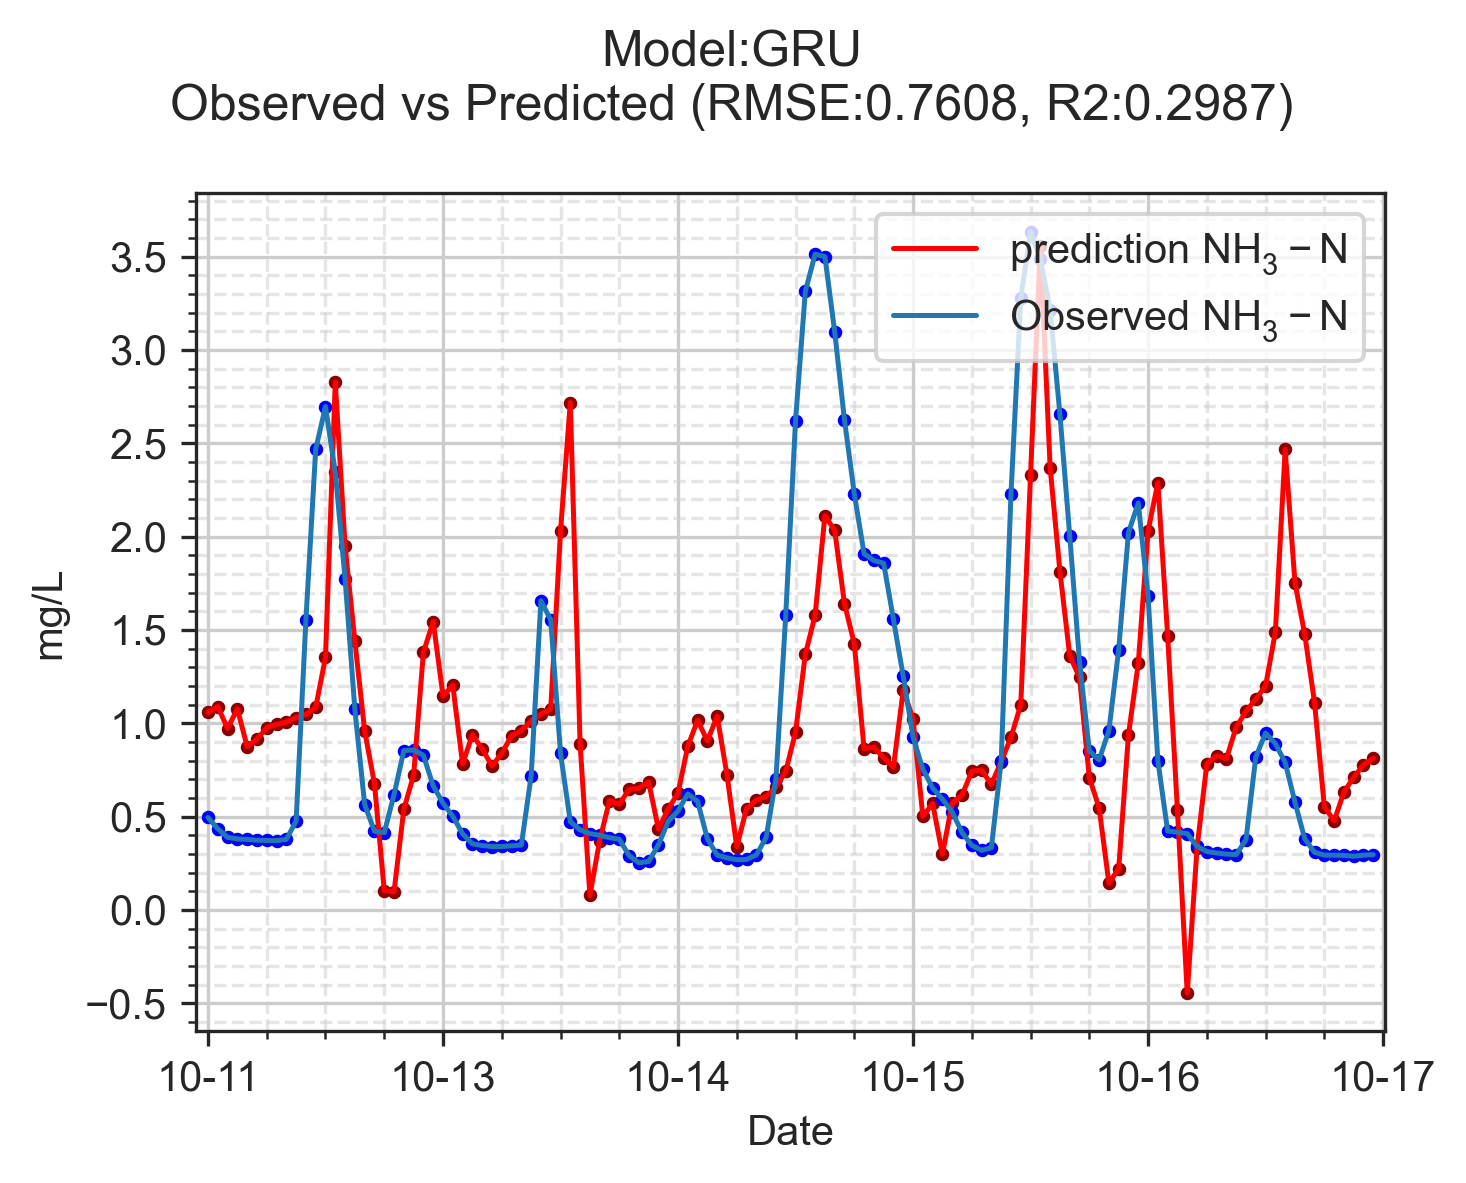 Model:GRU
Observed vs Predicted (RMSE:0.7608, R2:0.2987)
prediction NH₃ − N
Observed NH₃ − N
3.5
3.0
2.5
2.0
1.5
1.0
0.5
0.0
−0.5
mg/L
10-11 10-13 10-14 10-15 10-16 10-17
Date